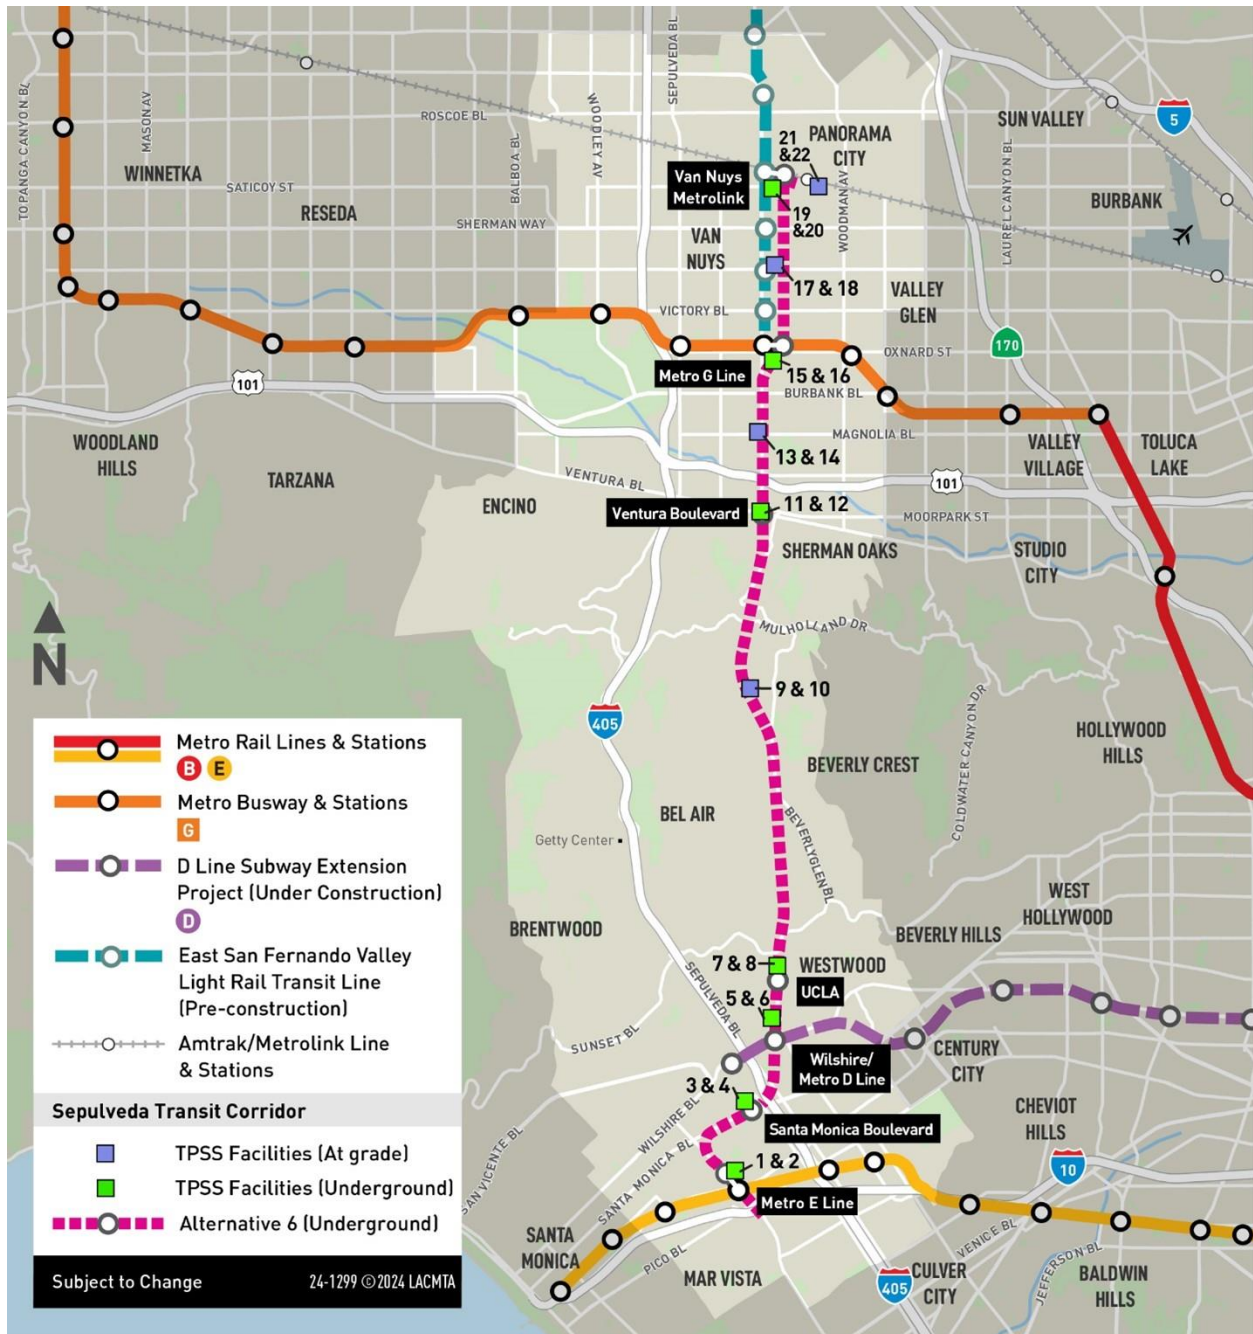 TOPANGA CANYON BL
MASON AV
WINNETKA
SATICOY ST
RESEDA
ROSCOE BL
BALBOA BL
SHERMAN WAY
WOODLEY AV
SEPULVEDA BL
21
&22
PANORAMA
CITY
SUN VALLEY
5
Van Nuys
Metrolink
19
&20
WOODMAN AV
LAUREL CANYON BL
BURBANK
VAN
NUYS
17 & 18
VALLEY
GLEN
VICTORY BL
170
OXNARD ST
Metro G Line
15 & 16
BURBANK BL
101
WOODLAND
HILLS
TARZANA
MAGNOLIA BL
13 & 14
VALLEY
VILLAGE
TOLUCA
LAKE
VENTURA BL
101
ENCINO
Ventura Boulevard
11 & 12
MOORPARK ST
SHERMAN OAKS
STUDIO
CITY
N
MULHOLLAND DR
9 & 10
405
COLDWATER CANYON DR
HOLLYWOOD
HILLS
BEVERLY CREST
BEL AIR
Getty Center
BEVERLY GLEN BL
WEST
HOLLYWOOD
BRENTWOOD
BEVERLY HILLS
7 & 8
WESTWOOD
UCLA
5 & 6
SEPULVEDA BL
SUNSET BL
Wilshire/
Metro D Line
CENTURY
CITY
3 & 4
WILSHIRE BL
Santa Monica Boulevard
CHEVIOT
HILLS
SAN VICENTE BL
SANTA MONICA BL
1 & 2
10
Metro E Line
SANTA
MONICA
PICO BL
MAR VISTA
VENICE BL
JEFFERSON BL
405
CULVER
CITY
BALDWIN
HILLS
Metro Rail Lines & Stations
B E
Metro Busway & Stations
G
D Line Subway Extension
Project (Under Construction)
D
East San Fernando Valley
Light Rail Transit Line
(Pre-construction)
Amtrak/Metrolink Line
& Stations
Sepulveda Transit Corridor
TPSS Facilities (At grade)
TPSS Facilities (Underground)
Alternative 6 (Underground)
Subject to Change 24-1299 ©2024 LACMTA